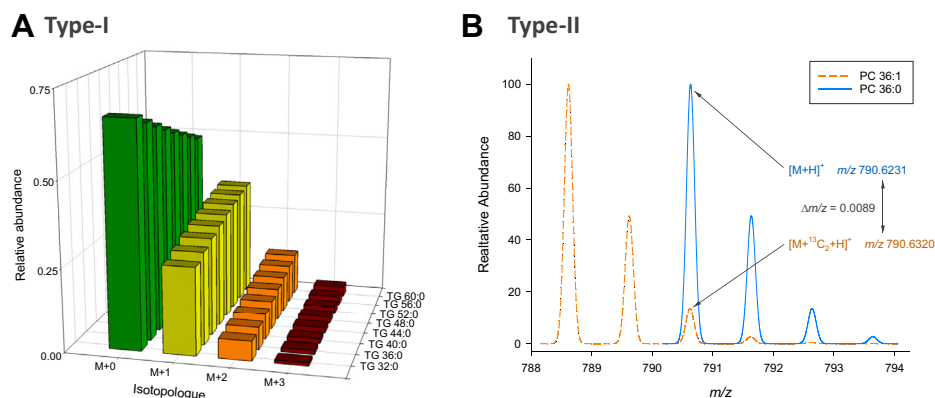 A Type-I
0.75
0.50
0.25
0.00
Relative abundance
M+0
M+1
M+2
M+3
Isotopologue
TG 60:0
TG 56:0
TG 52:0
TG 48:0
TG 44:0
TG 40:0
TG 36:0
TG 32:0
B Type-II
100
80
60
40
20
0
Realtative Abundance
PC 36:1
PC 36:0
[M+H]⁺ m/z 790.6231
Δm/z = 0.0089
[M+¹³C₂+H]⁺ m/z 790.6320
788 789 790 791 792 793 794
m/z